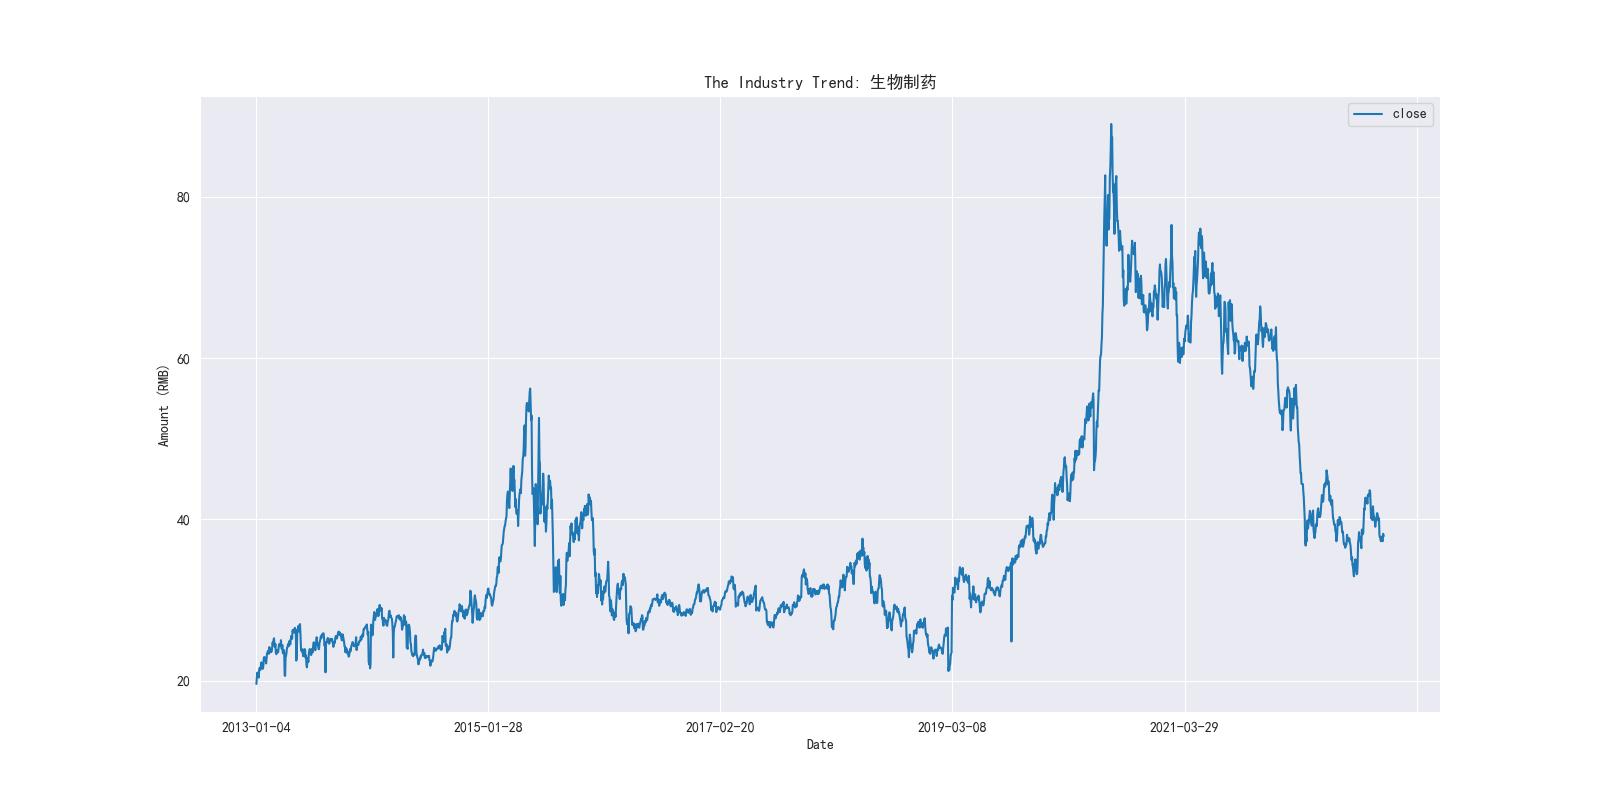 The Industry Trend: 生物制药
close
80
60
40
20
Amount (RMB)
2013-01-04 2015-01-28 2017-02-20 2019-03-08 2021-03-29
Date